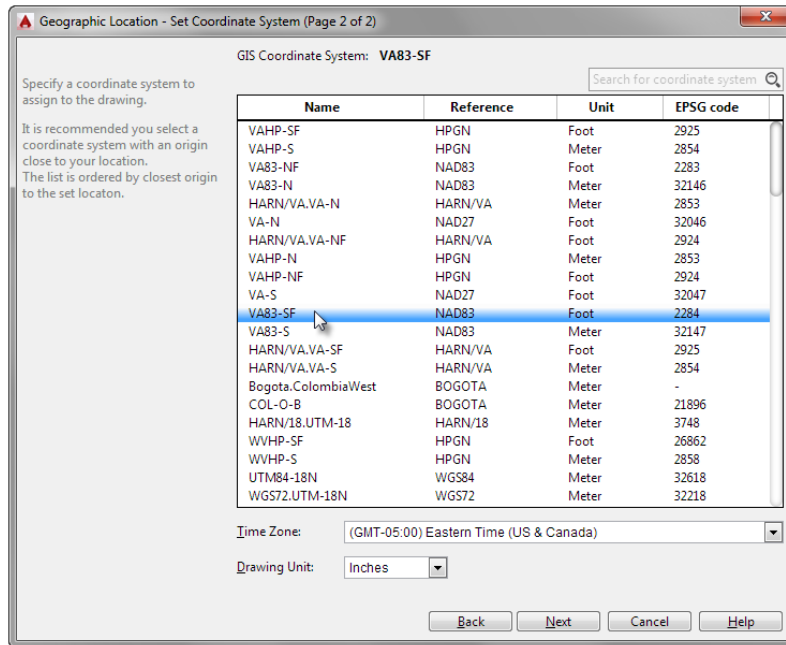 Geographic Location - Set Coordinate System (Page 2 of 2)
GIS Coordinate System: VA83-SF
Search for coordinate system
Specify a coordinate system to
assign to the drawing.
It is recommended you select a
coordinate system with an origin
close to your location.
The list is ordered by closest origin
to the set locaton.
Name Reference Unit EPSG code
VAHP-SF HPGN Foot 2925
VAHP-S HPGN Meter 2854
VA83-NF NAD83 Foot 2283
VA83-N NAD83 Meter 32146
HARN/VA.VA-N HARN/VA Meter 2853
VA-N NAD27 Foot 32046
HARN/VA.VA-NF HARN/VA Foot 2924
VAHP-N HPGN Meter 2853
VAHP-NF HPGN Foot 2924
VA-S NAD27 Foot 32047
VA83-SF NAD83 Foot 2284
VA83-S NAD83 Meter 32147
HARN/VA.VA-SF HARN/VA Foot 2925
HARN/VA.VA-S HARN/VA Meter 2854
Bogota.ColombiaWest BOGOTA Meter -
COL-O-B BOGOTA Meter 21896
HARN/18.UTM-18 HARN/18 Meter 3748
WVHP-SF HPGN Foot 26862
WVHP-S HPGN Meter 2858
UTM84-18N WGS84 Meter 32618
WGS72.UTM-18N WGS72 Meter 32218
Time Zone: (GMT-05:00) Eastern Time (US & Canada)
Drawing Unit: Inches
Back Next Cancel Help